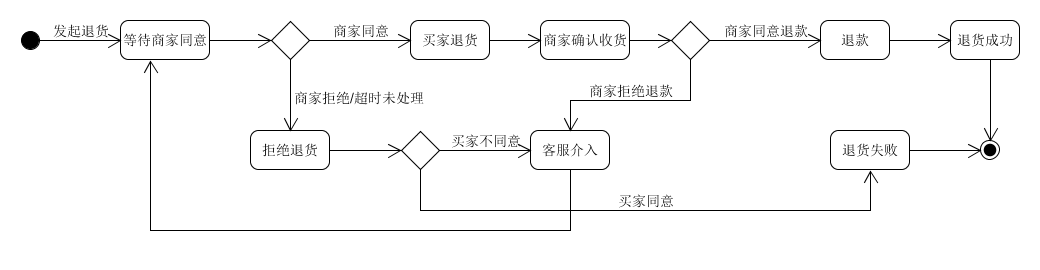 发起退货
等待商家同意
商家同意
买家退货
商家确认收货
商家同意退款
退款
退货成功
商家拒绝/超时未处理
商家拒绝退款
拒绝退货
买家不同意
客服介入
退货失败
买家同意